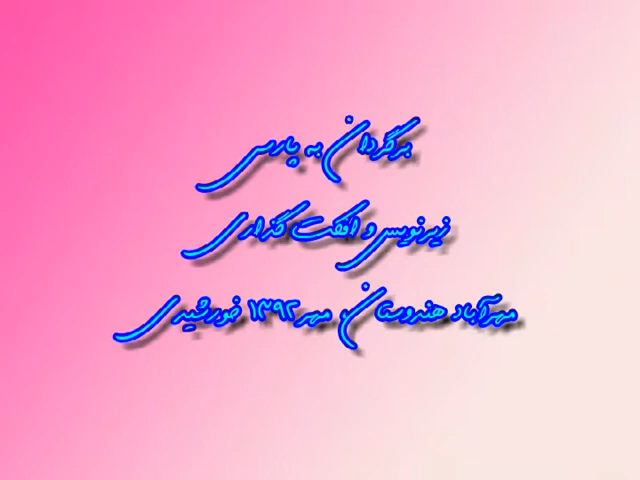 برگردان به پارسی
زیرنویس و افکت گذاری
مهرآباد هندوستان، مهر ۱۳۹۲ خورشیدی